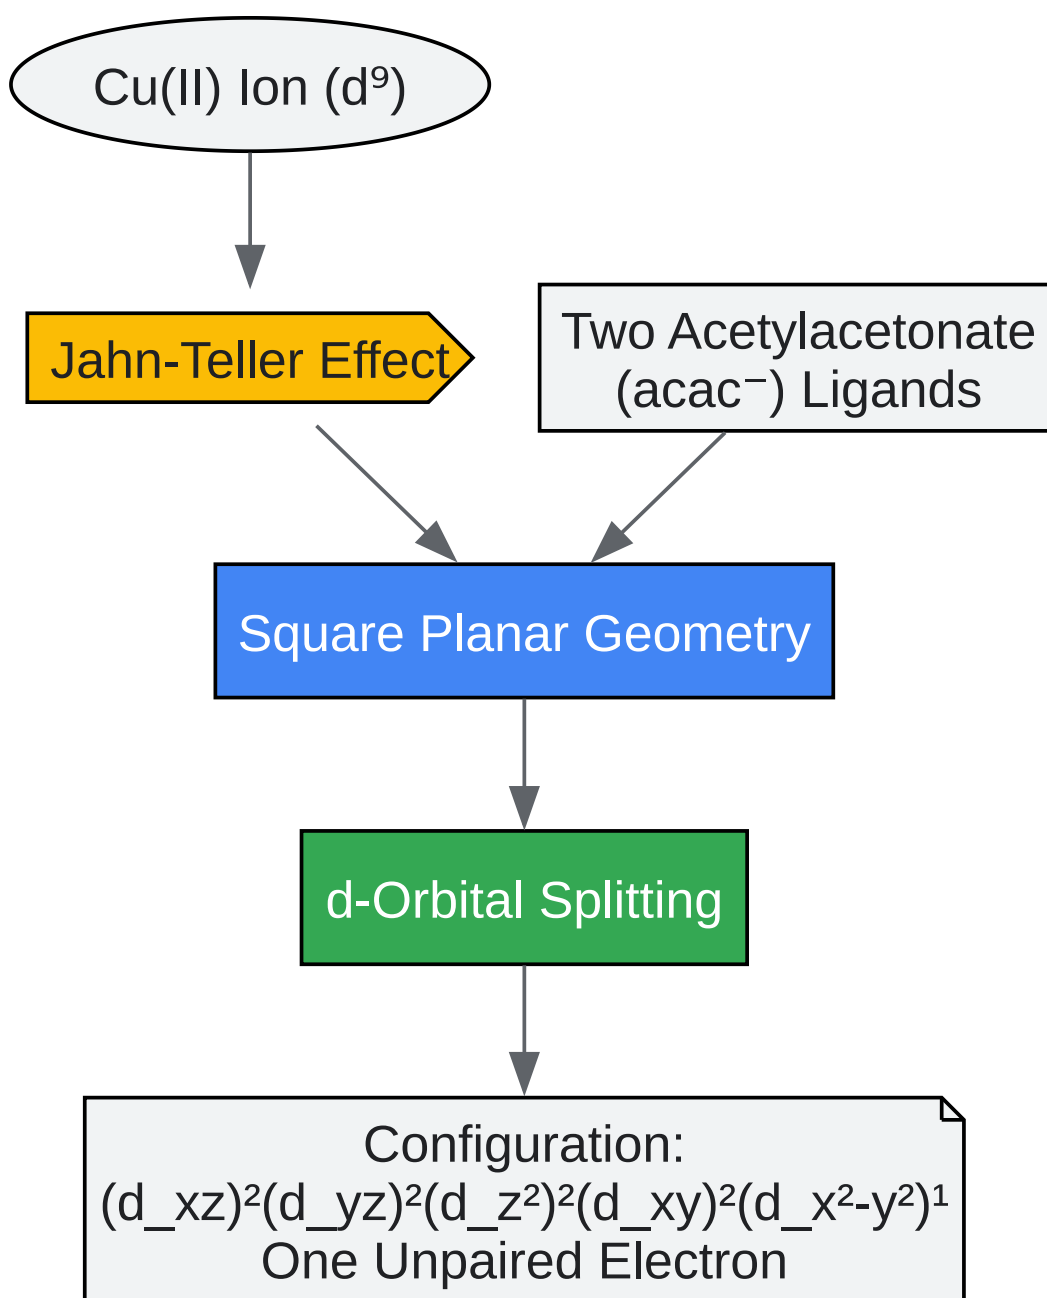 Cu(II) Ion (d⁹)
Jahn-Teller Effect
Two Acetylacetonate
(acac⁻) Ligands
Square Planar Geometry
d-Orbital Splitting
Configuration:
(d_xz)²(d_yz)²(d_z²)²(d_xy)²(d_x²-y²)¹
One Unpaired Electron